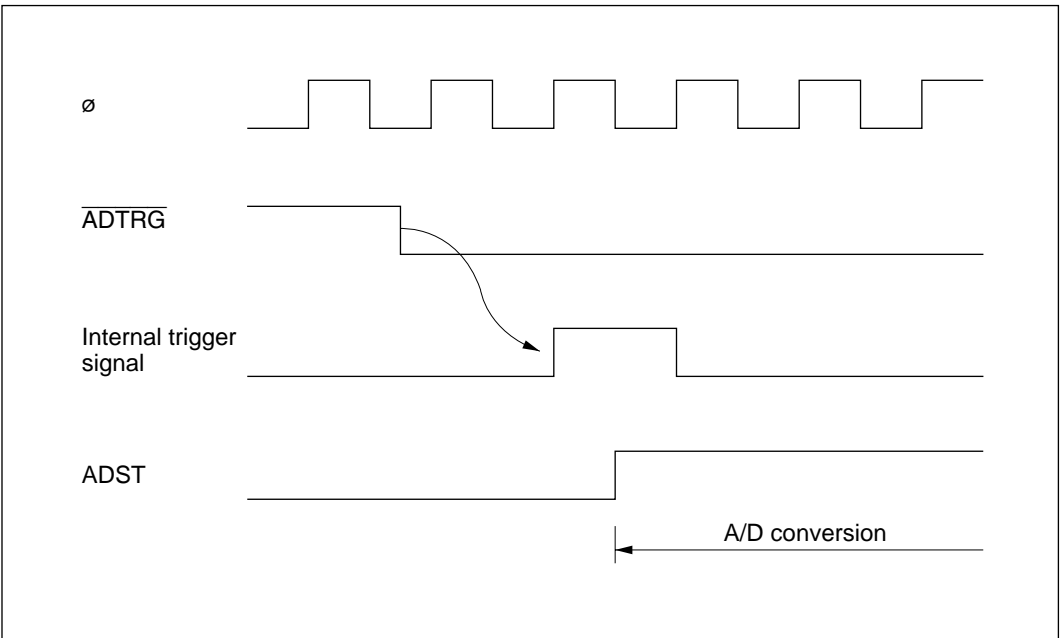 ø
ADTRG
Internal trigger
signal
ADST
A/D conversion